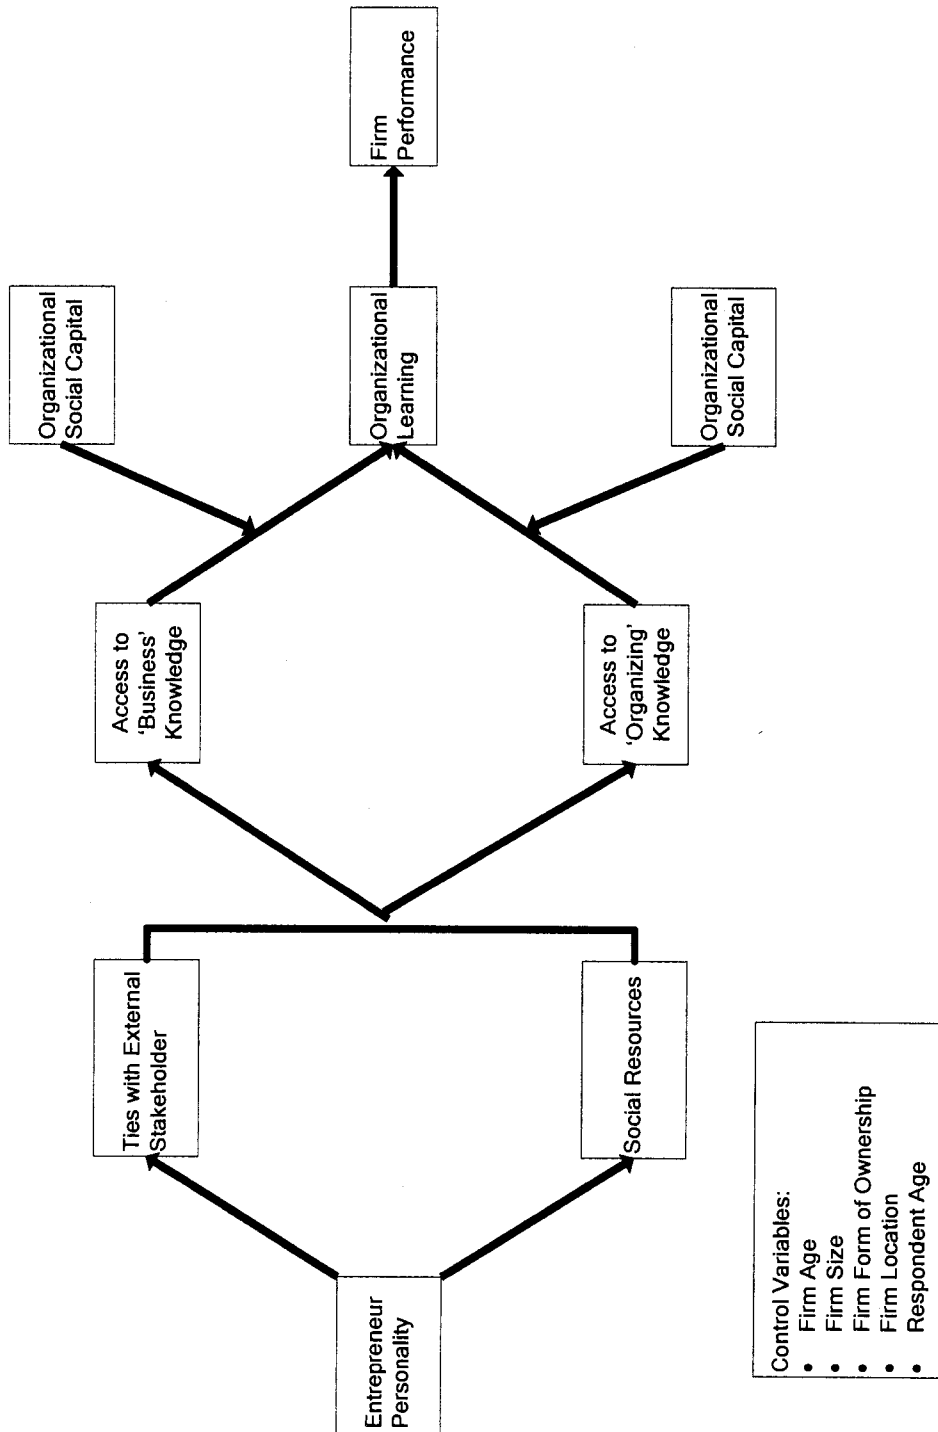 Entrepreneur
Personality
Ties with External
Stakeholder
Social Resources
Access to
'Business'
Knowledge
Access to
'Organizing'
Knowledge
Organizational
Social Capital
Organizational
Learning
Organizational
Social Capital
Firm
Performance
Control Variables:
• Firm Age
• Firm Size
• Firm Form of Ownership
• Firm Location
• Respondent Age